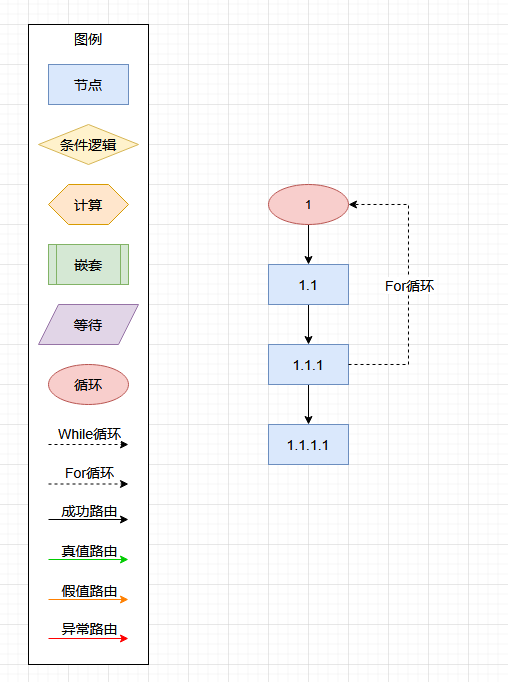 图例
节点
条件逻辑
计算
嵌套
等待
循环
While循环
For循环
成功路由
真值路由
假值路由
异常路由
1
1.1
For循环
1.1.1
1.1.1.1